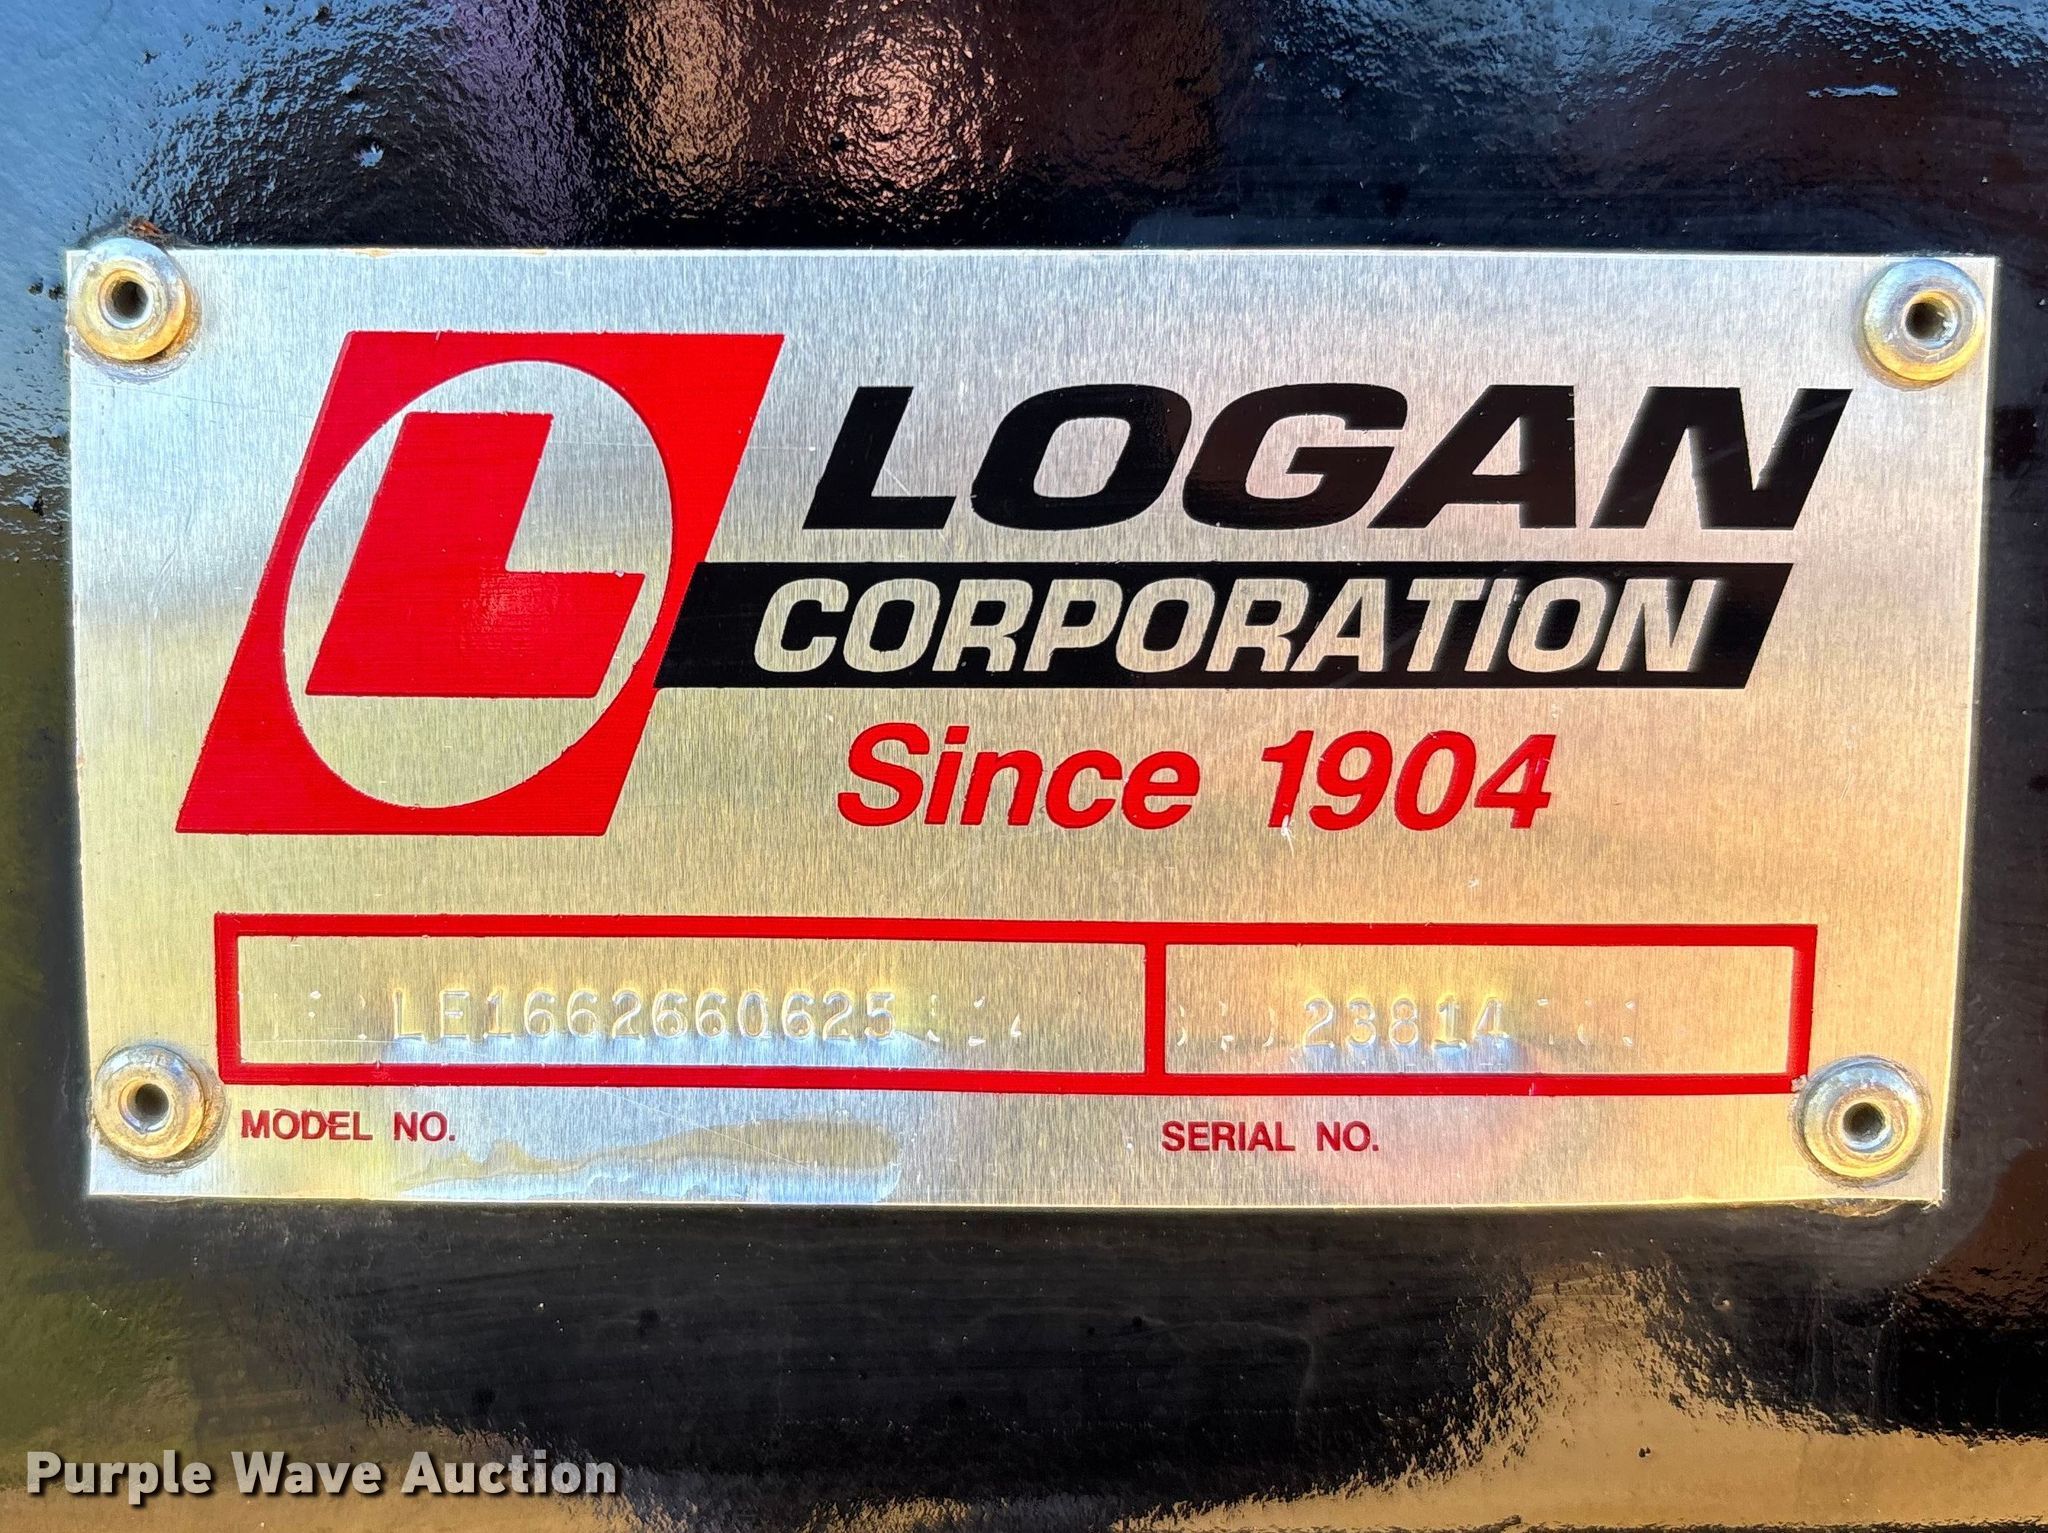 L
LOGAN
CORPORATION
Since 1904
LE1662660625 23814
MODEL NO. SERIAL NO.
Purple Wave Auction